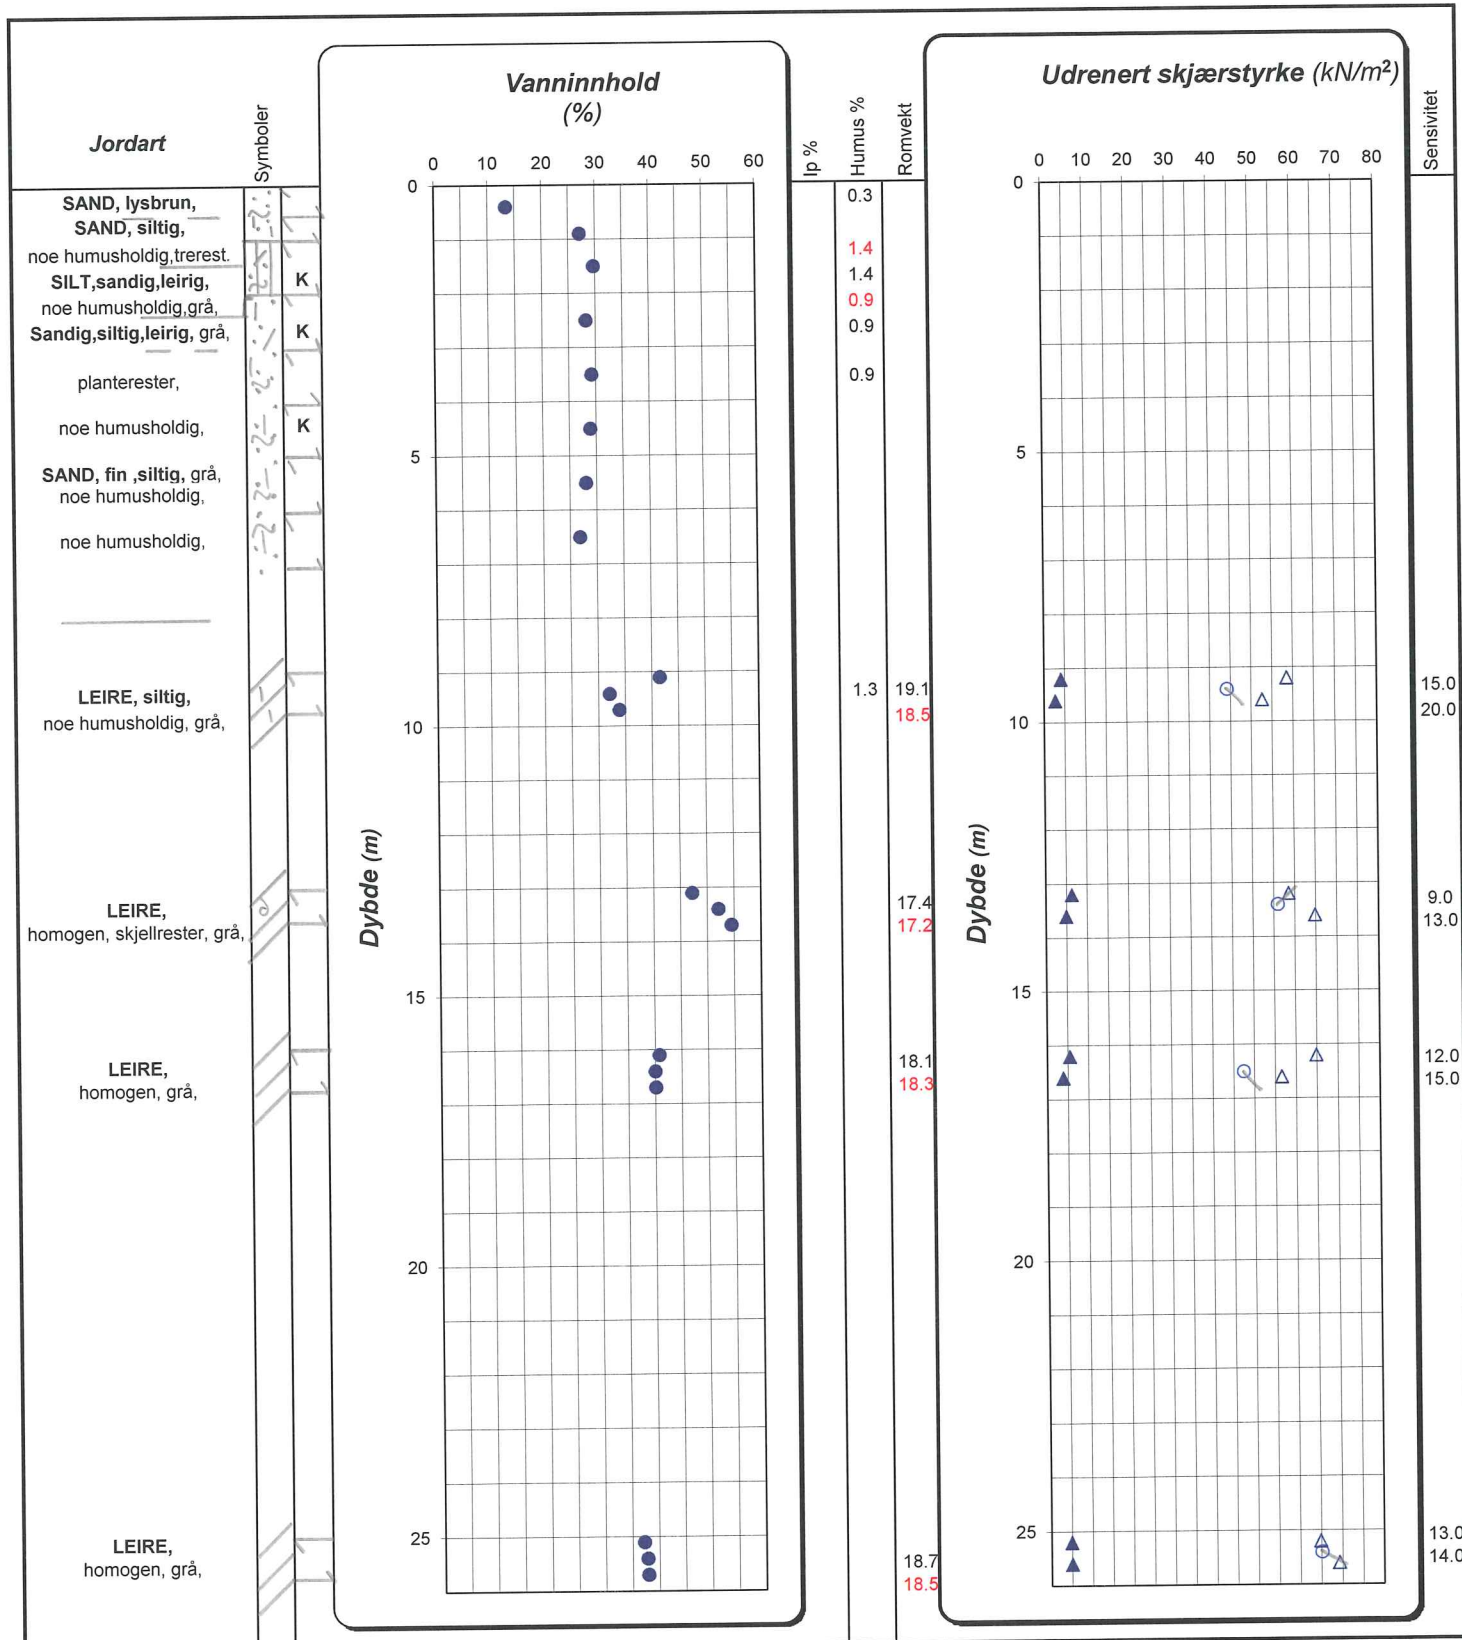 Jordart
Symboler
Vanninnhold
(%)
Ip %
Humus %
Romvekt
Udrenert skjærstyrke (kN/m²)
Sensivitet
0 10 20 30 40 50 60
0 10 20 30 40 50 60 70 80
0
5
10
15
20
25
Dybde (m)
0
5
10
15
20
25
Dybde (m)
SAND, lysbrun,
SAND, siltig,
noe humusholdig,trerest.
SILT,sandig,leirig,
noe humusholdig,grå,
Sandig,siltig,leirig, grå,
planterester,
noe humusholdig,
SAND, fin ,siltig, grå,
noe humusholdig,
noe humusholdig,
LEIRE, siltig,
noe humusholdig, grå,
LEIRE,
homogen, skjellrester, grå,
LEIRE,
homogen, grå,
LEIRE,
homogen, grå,
K
K
K
0.3
1.4
1.4
0.9
0.9
0.9
1.3
19.1
18.5
17.4
17.2
18.1
18.3
18.7
18.5
15.0
20.0
9.0
13.0
12.0
15.0
13.0
14.0